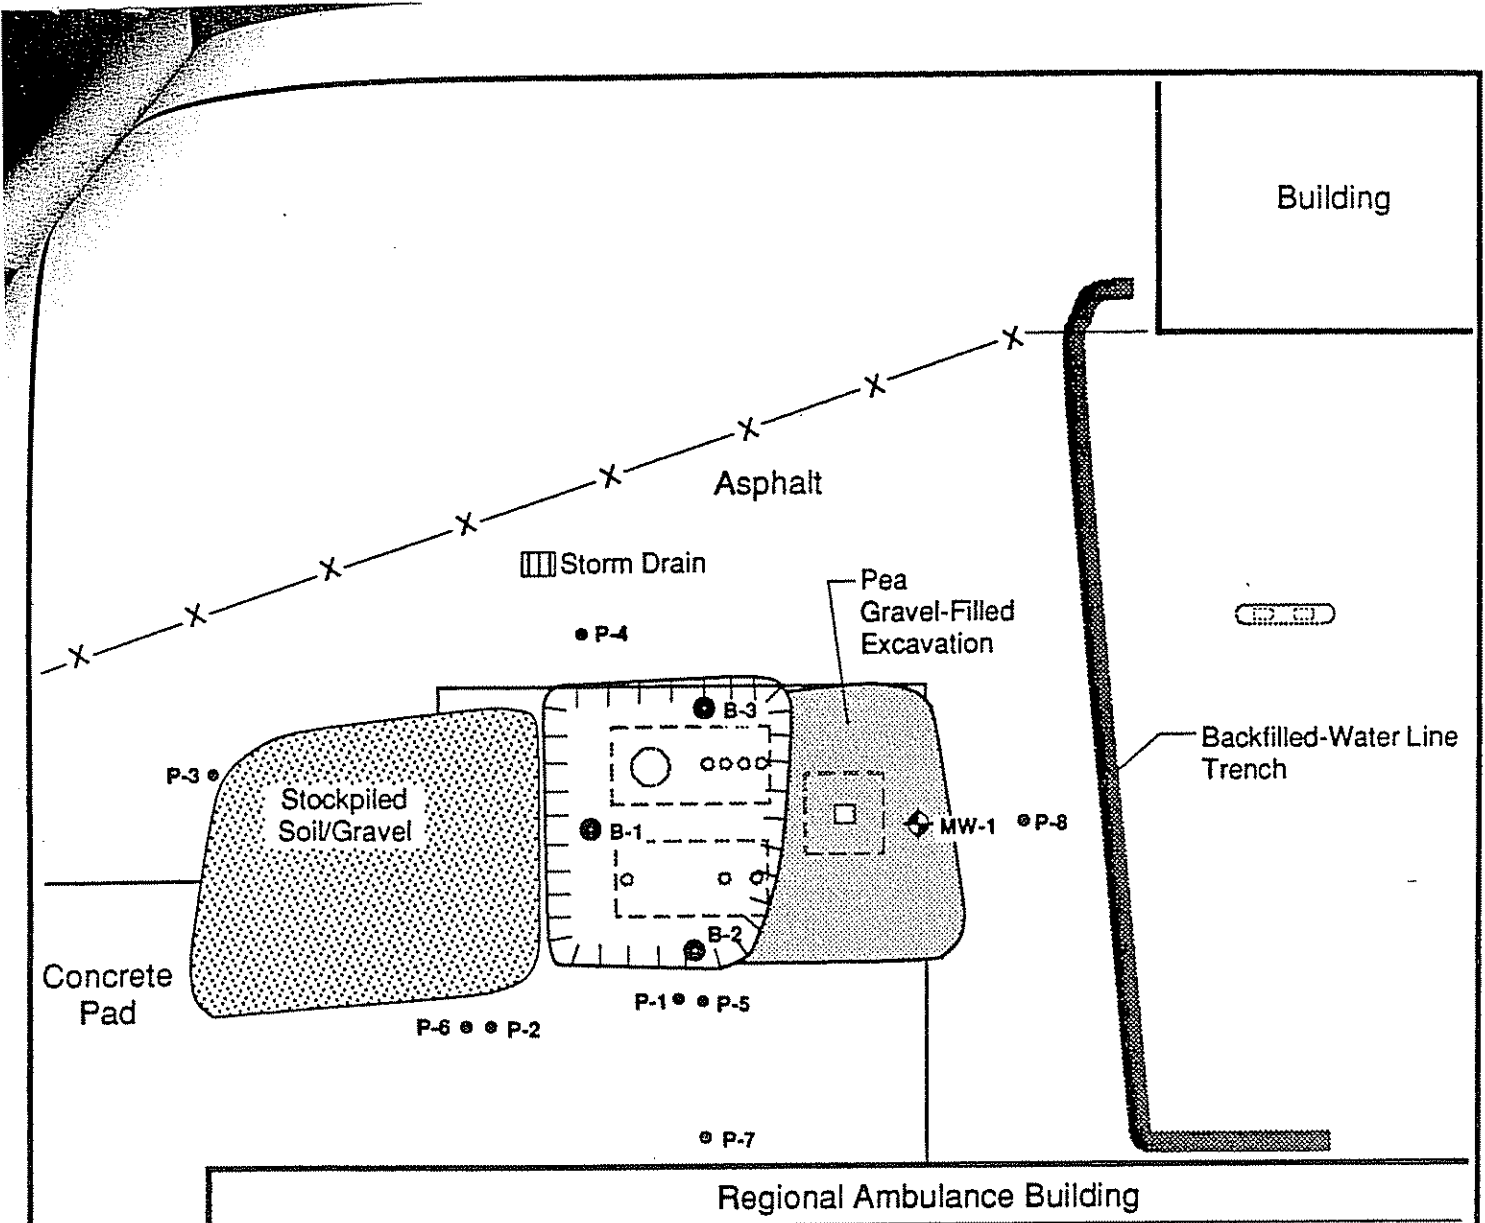 Building
Asphalt
Storm Drain
Pea
Gravel-Filled
Excavation
P-4
B-3
Backfilled-Water Line
Trench
P-3
Stockpiled
Soil/Gravel
B-1
MW-1
P-8
B-2
Concrete
Pad
P-1
P-5
P-6
P-2
P-7
Regional Ambulance Building